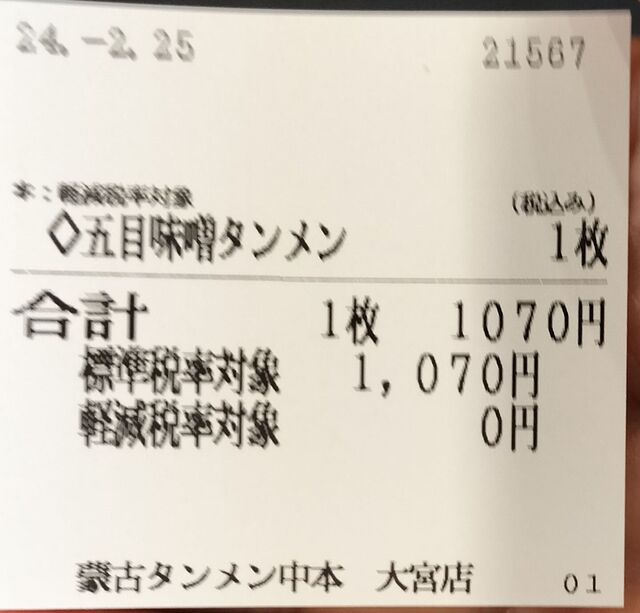 24.-2.25 21567
*:軽減税率対象 (税込み)
◇五目味噌タンメン 1枚
合計 1枚 1070円
標準税率対象 1,070円
軽減税率対象 0円
蒙古タンメン中本 大宮店 01